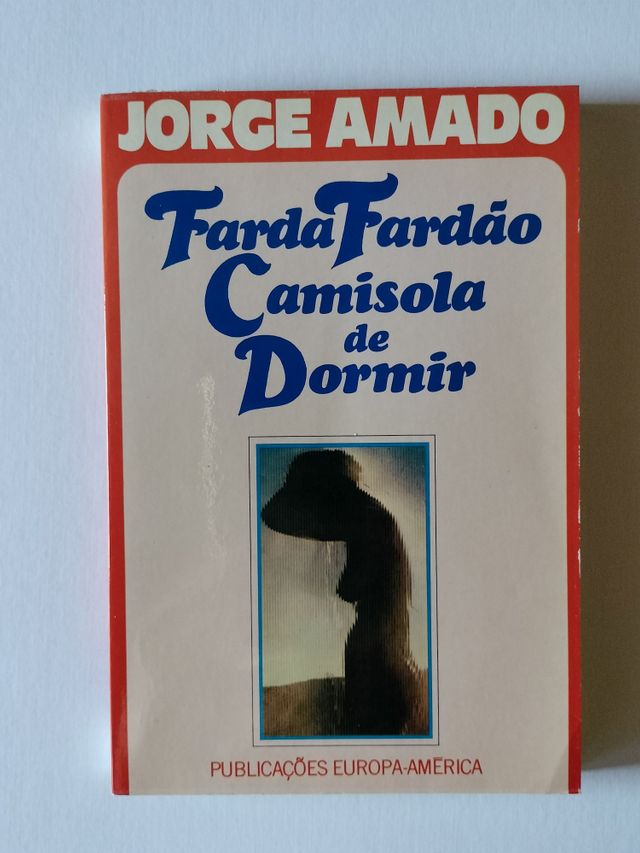 JORGE AMADO
Farda Fardão
Camisola
de
Dormir
PUBLICAÇÕES EUROPA-AMÉRICA